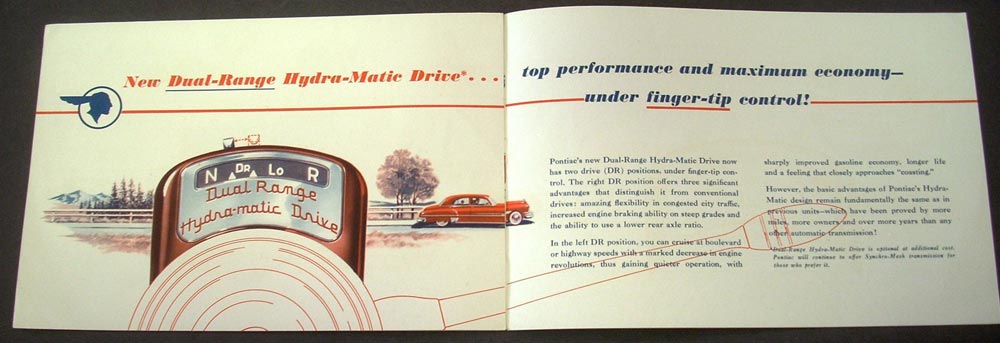 New Dual-Range Hydra-Matic Drive*...
N DR Lo R
Dual Range
Hydra-matic Drive
top performance and maximum economy—
under finger-tip control!
Pontiac's new Dual-Range Hydra-Matic Drive now
has two drive (DR) positions, under finger-tip con-
trol. The right DR position offers three significant
advantages that distinguish it from conventional
drives: amazing flexibility in congested city traffic,
increased engine braking ability on steep grades and
the ability to use a lower rear axle ratio.
In the left DR position, you can cruise at boulevard
or highway speeds with a marked decrease in engine
revolutions, thus gaining quieter operation, with
sharply improved gasoline economy, longer life
and a feeling that closely approaches "coasting."
However, the basic advantages of Pontiac's Hydra-
Matic design remain fundamentally the same as in
previous units—which have been proved by more
miles, more owners and over more years than any
other automatic transmission!
*Dual-Range Hydra-Matic Drive is optional at additional cost.
Pontiac will continue to offer Synchro-Mesh transmission for
those who prefer it.